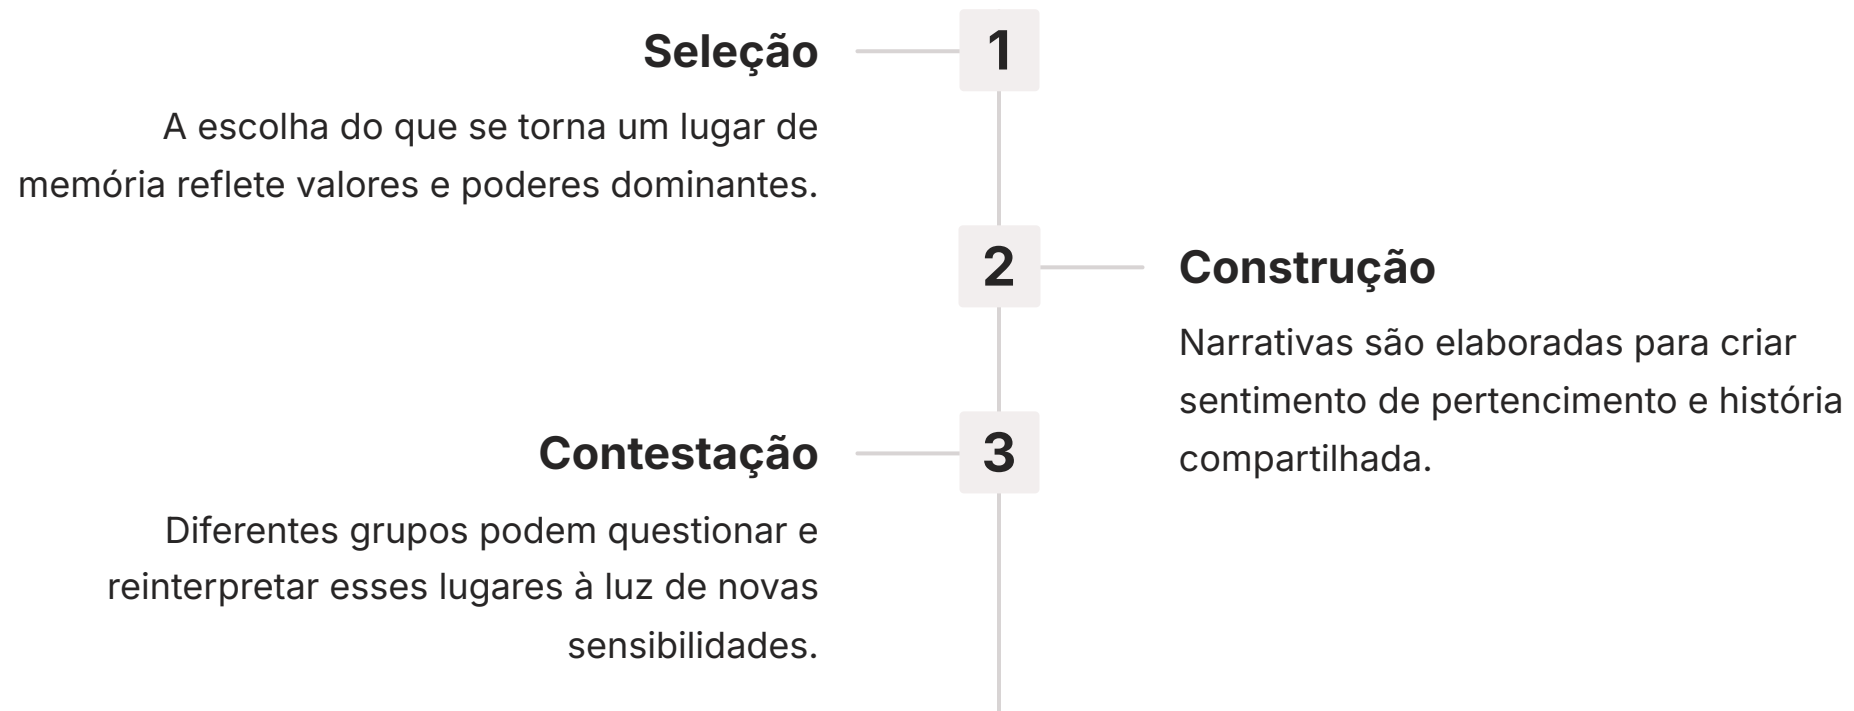 Seleção
1
A escolha do que se torna um lugar de
memória reflete valores e poderes dominantes.
2
Construção
Narrativas são elaboradas para criar
sentimento de pertencimento e história
compartilhada.
Contestação
3
Diferentes grupos podem questionar e
reinterpretar esses lugares à luz de novas
sensibilidades.